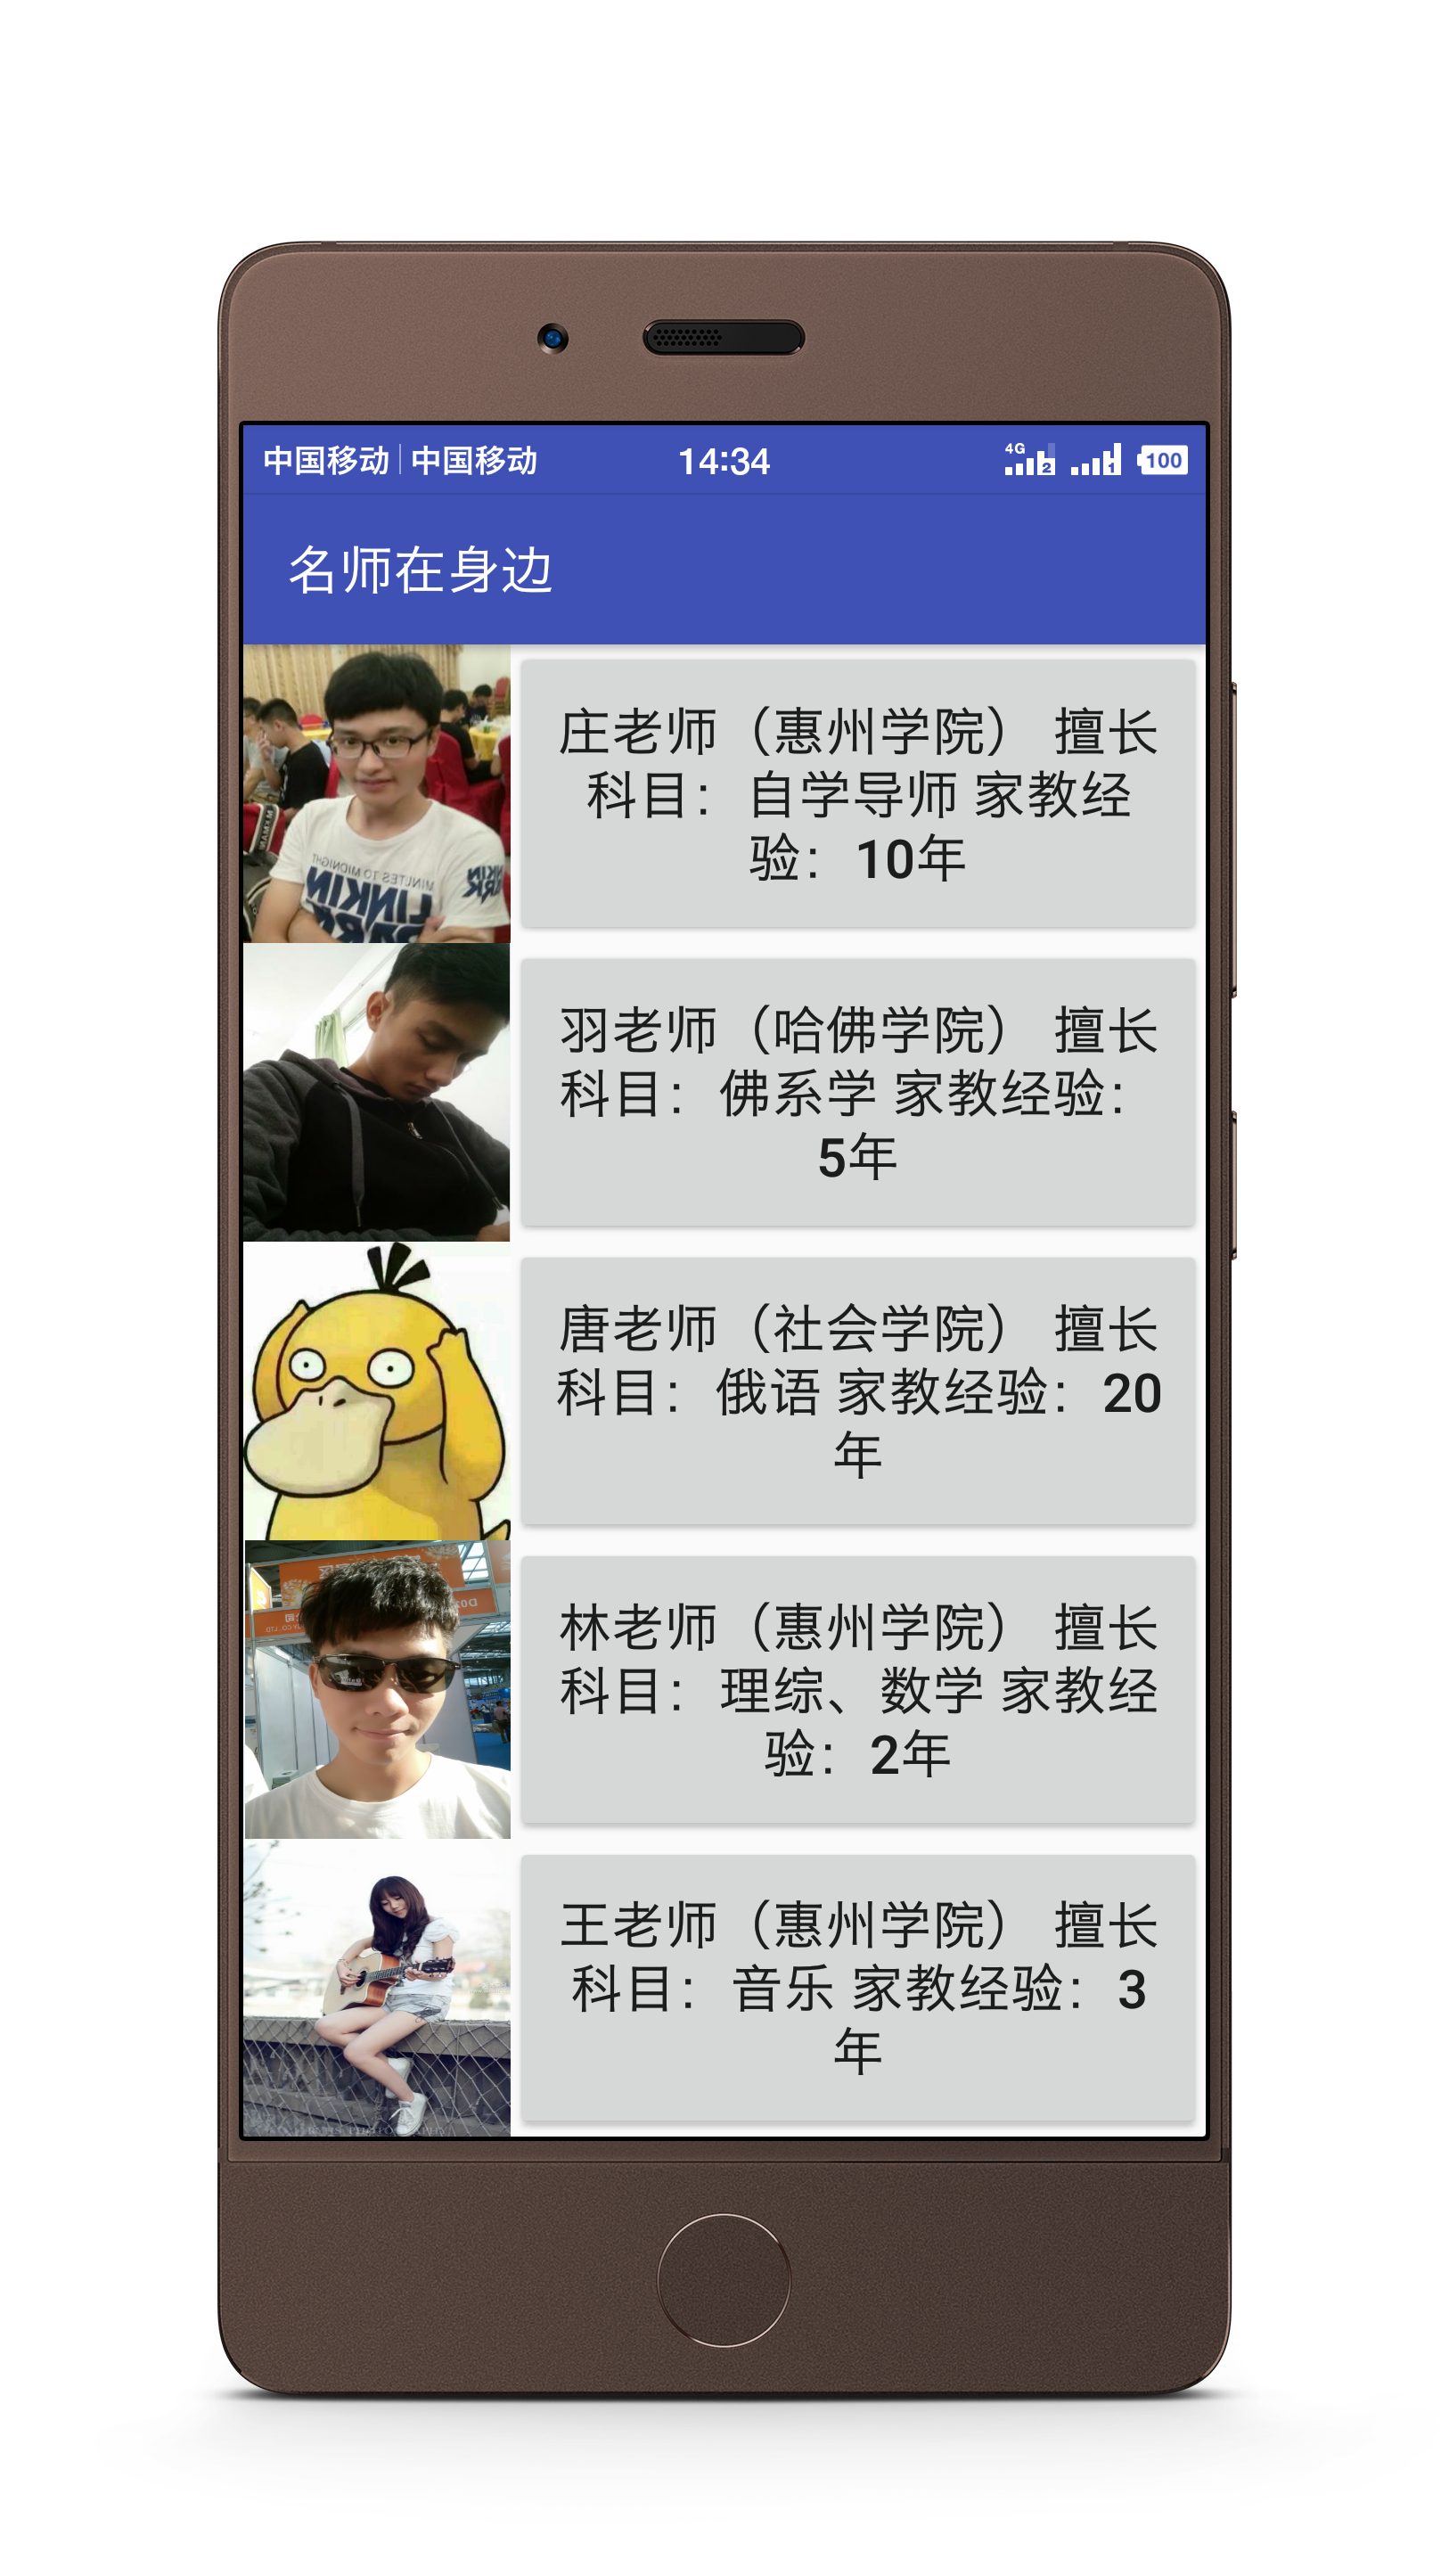 中国移动 中国移动 14:34 4G 2 1 100
名师在身边
庄老师（惠州学院） 擅长
科目：自学导师 家教经
验：10年
MINUTES TO MIDNIGHT
LINKIN
羽老师（哈佛学院） 擅长
科目：佛系学 家教经验：
5年
唐老师（社会学院） 擅长
科目：俄语 家教经验：20
年
林老师（惠州学院） 擅长
科目：理综、数学 家教经
验：2年
王老师（惠州学院） 擅长
科目：音乐 家教经验：3
年